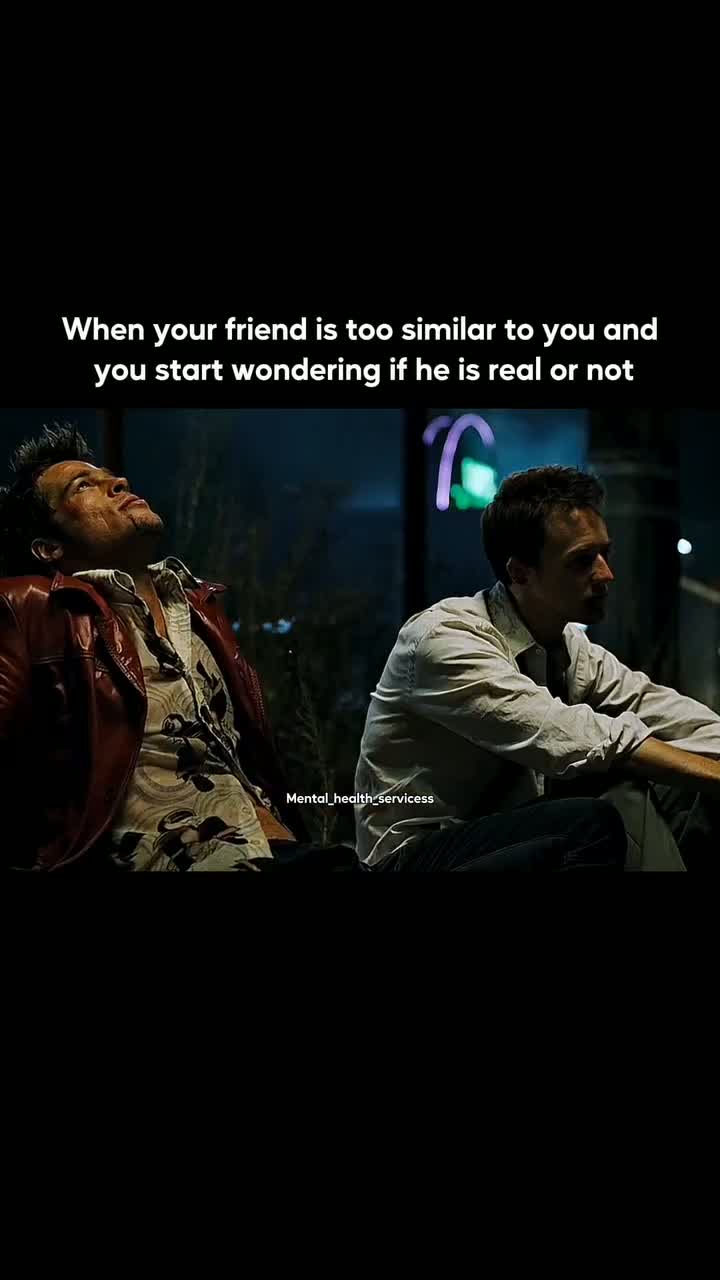 When your friend is too similar to you and
you start wondering if he is real or not
Mental_health_servicess